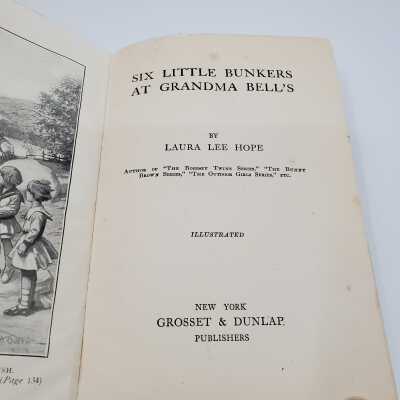 SIX LITTLE BUNKERS
AT GRANDMA BELL'S
BY
LAURA LEE HOPE
AUTHOR OF "THE BOBBSEY TWINS SERIES," "THE BUNNY
BROWN SERIES," "THE OUTDOOR GIRLS SERIES," ETC.
ILLUSTRATED
NEW YORK
GROSSET & DUNLAP
PUBLISHERS
(Page 134)